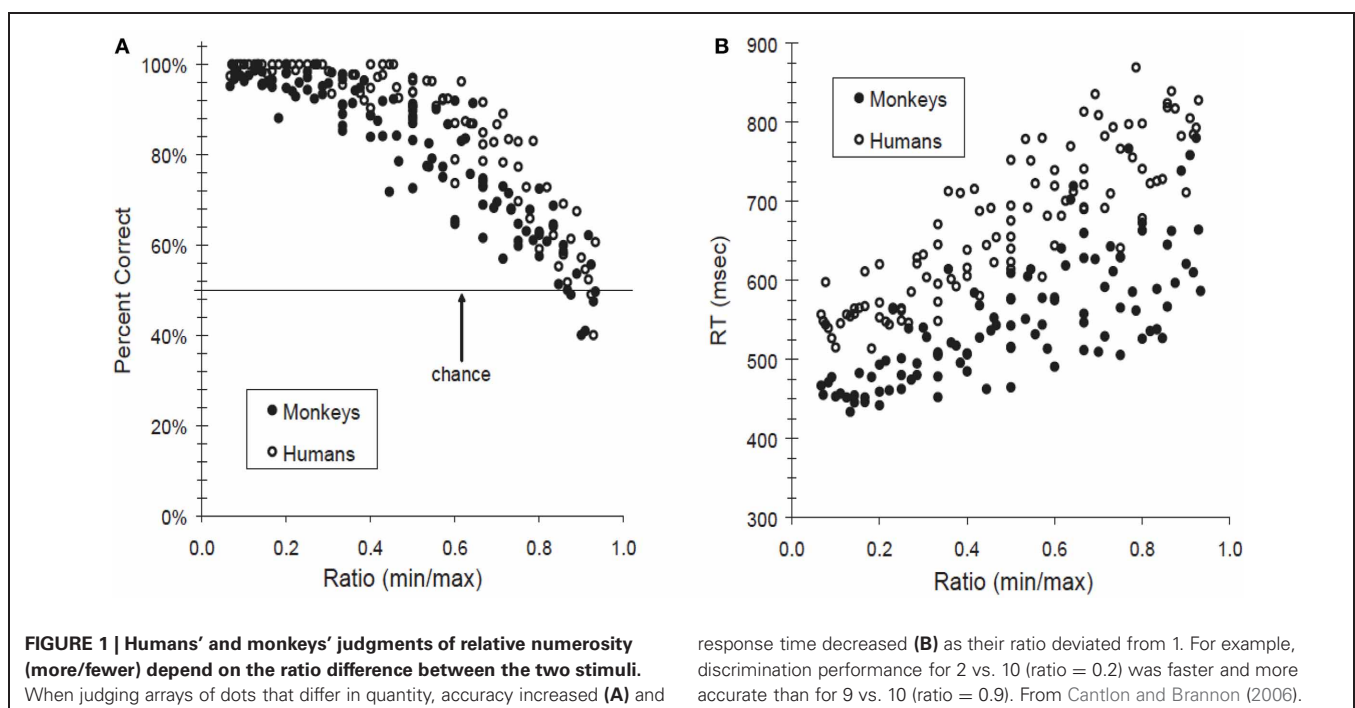 A
100%
80%
60%
40%
20%
0%
Percent Correct
chance
Monkeys
Humans
0.0 0.2 0.4 0.6 0.8 1.0
Ratio (min/max)
B
900
800
700
600
500
400
300
RT (msec)
Monkeys
Humans
0.0 0.2 0.4 0.6 0.8 1.0
Ratio (min/max)
FIGURE 1 | Humans’ and monkeys’ judgments of relative numerosity
(more/fewer) depend on the ratio difference between the two stimuli.
When judging arrays of dots that differ in quantity, accuracy increased (A) and
response time decreased (B) as their ratio deviated from 1. For example,
discrimination performance for 2 vs. 10 (ratio = 0.2) was faster and more
accurate than for 9 vs. 10 (ratio = 0.9). From Cantlon and Brannon (2006).